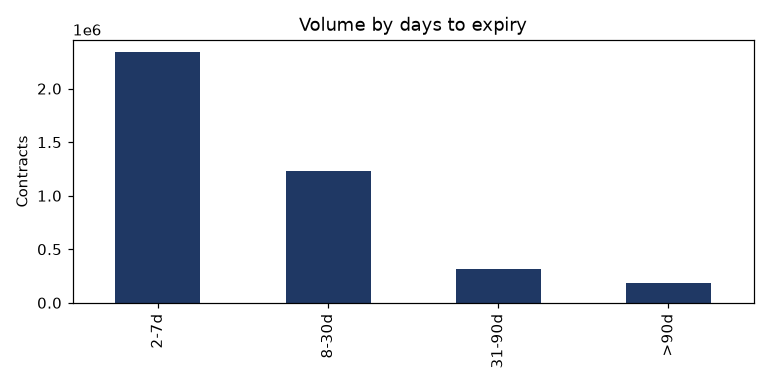 Volume by days to expiry
1e6
Contracts
2.0
1.5
1.0
0.5
0.0
2-7d
8-30d
31-90d
>90d